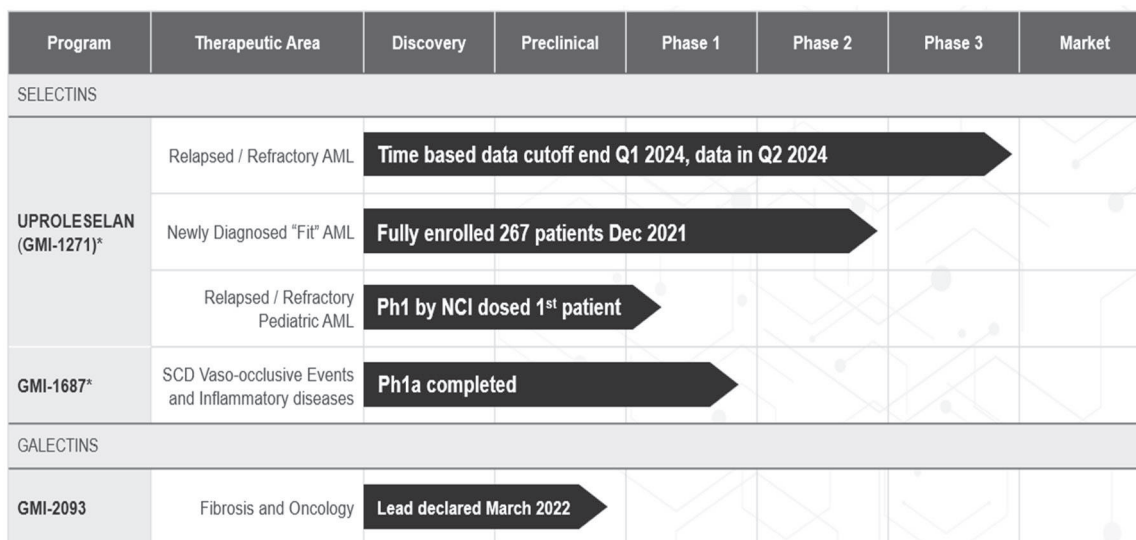 Program Therapeutic Area Discovery Preclinical Phase 1 Phase 2 Phase 3 Market
SELECTINS
UPROLESELAN
(GMI-1271)*
Relapsed / Refractory AML
Time based data cutoff end Q1 2024, data in Q2 2024
Newly Diagnosed “Fit” AML
Fully enrolled 267 patients Dec 2021
Relapsed / Refractory
Pediatric AML
Ph1 by NCI dosed 1st patient
GMI-1687*
SCD Vaso-occlusive Events
and Inflammatory diseases
Ph1a completed
GALECTINS
GMI-2093
Fibrosis and Oncology
Lead declared March 2022